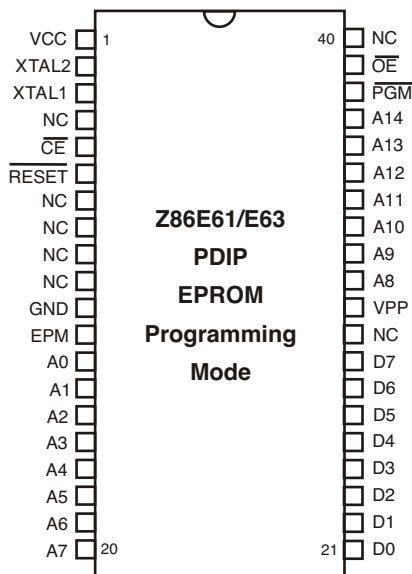 VCC 1 40 NC
XTAL2 OE
XTAL1 PGM
NC A14
CE A13
RESET A12
NC A11
NC A10
NC A9
NC A8
GND VPP
EPM NC
A0 D7
A1 D6
A2 D5
A3 D4
A4 D3
A5 D2
A6 D1
A7 20 21 D0
Z86E61/E63
PDIP
EPROM
Programming
Mode